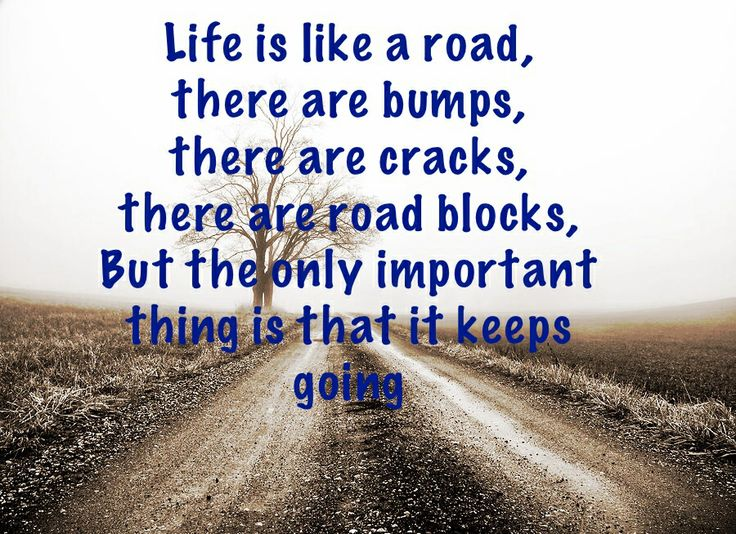 Life is like a road,
there are bumps,
there are cracks,
there are road blocks,
But the only important
thing is that it keeps
going